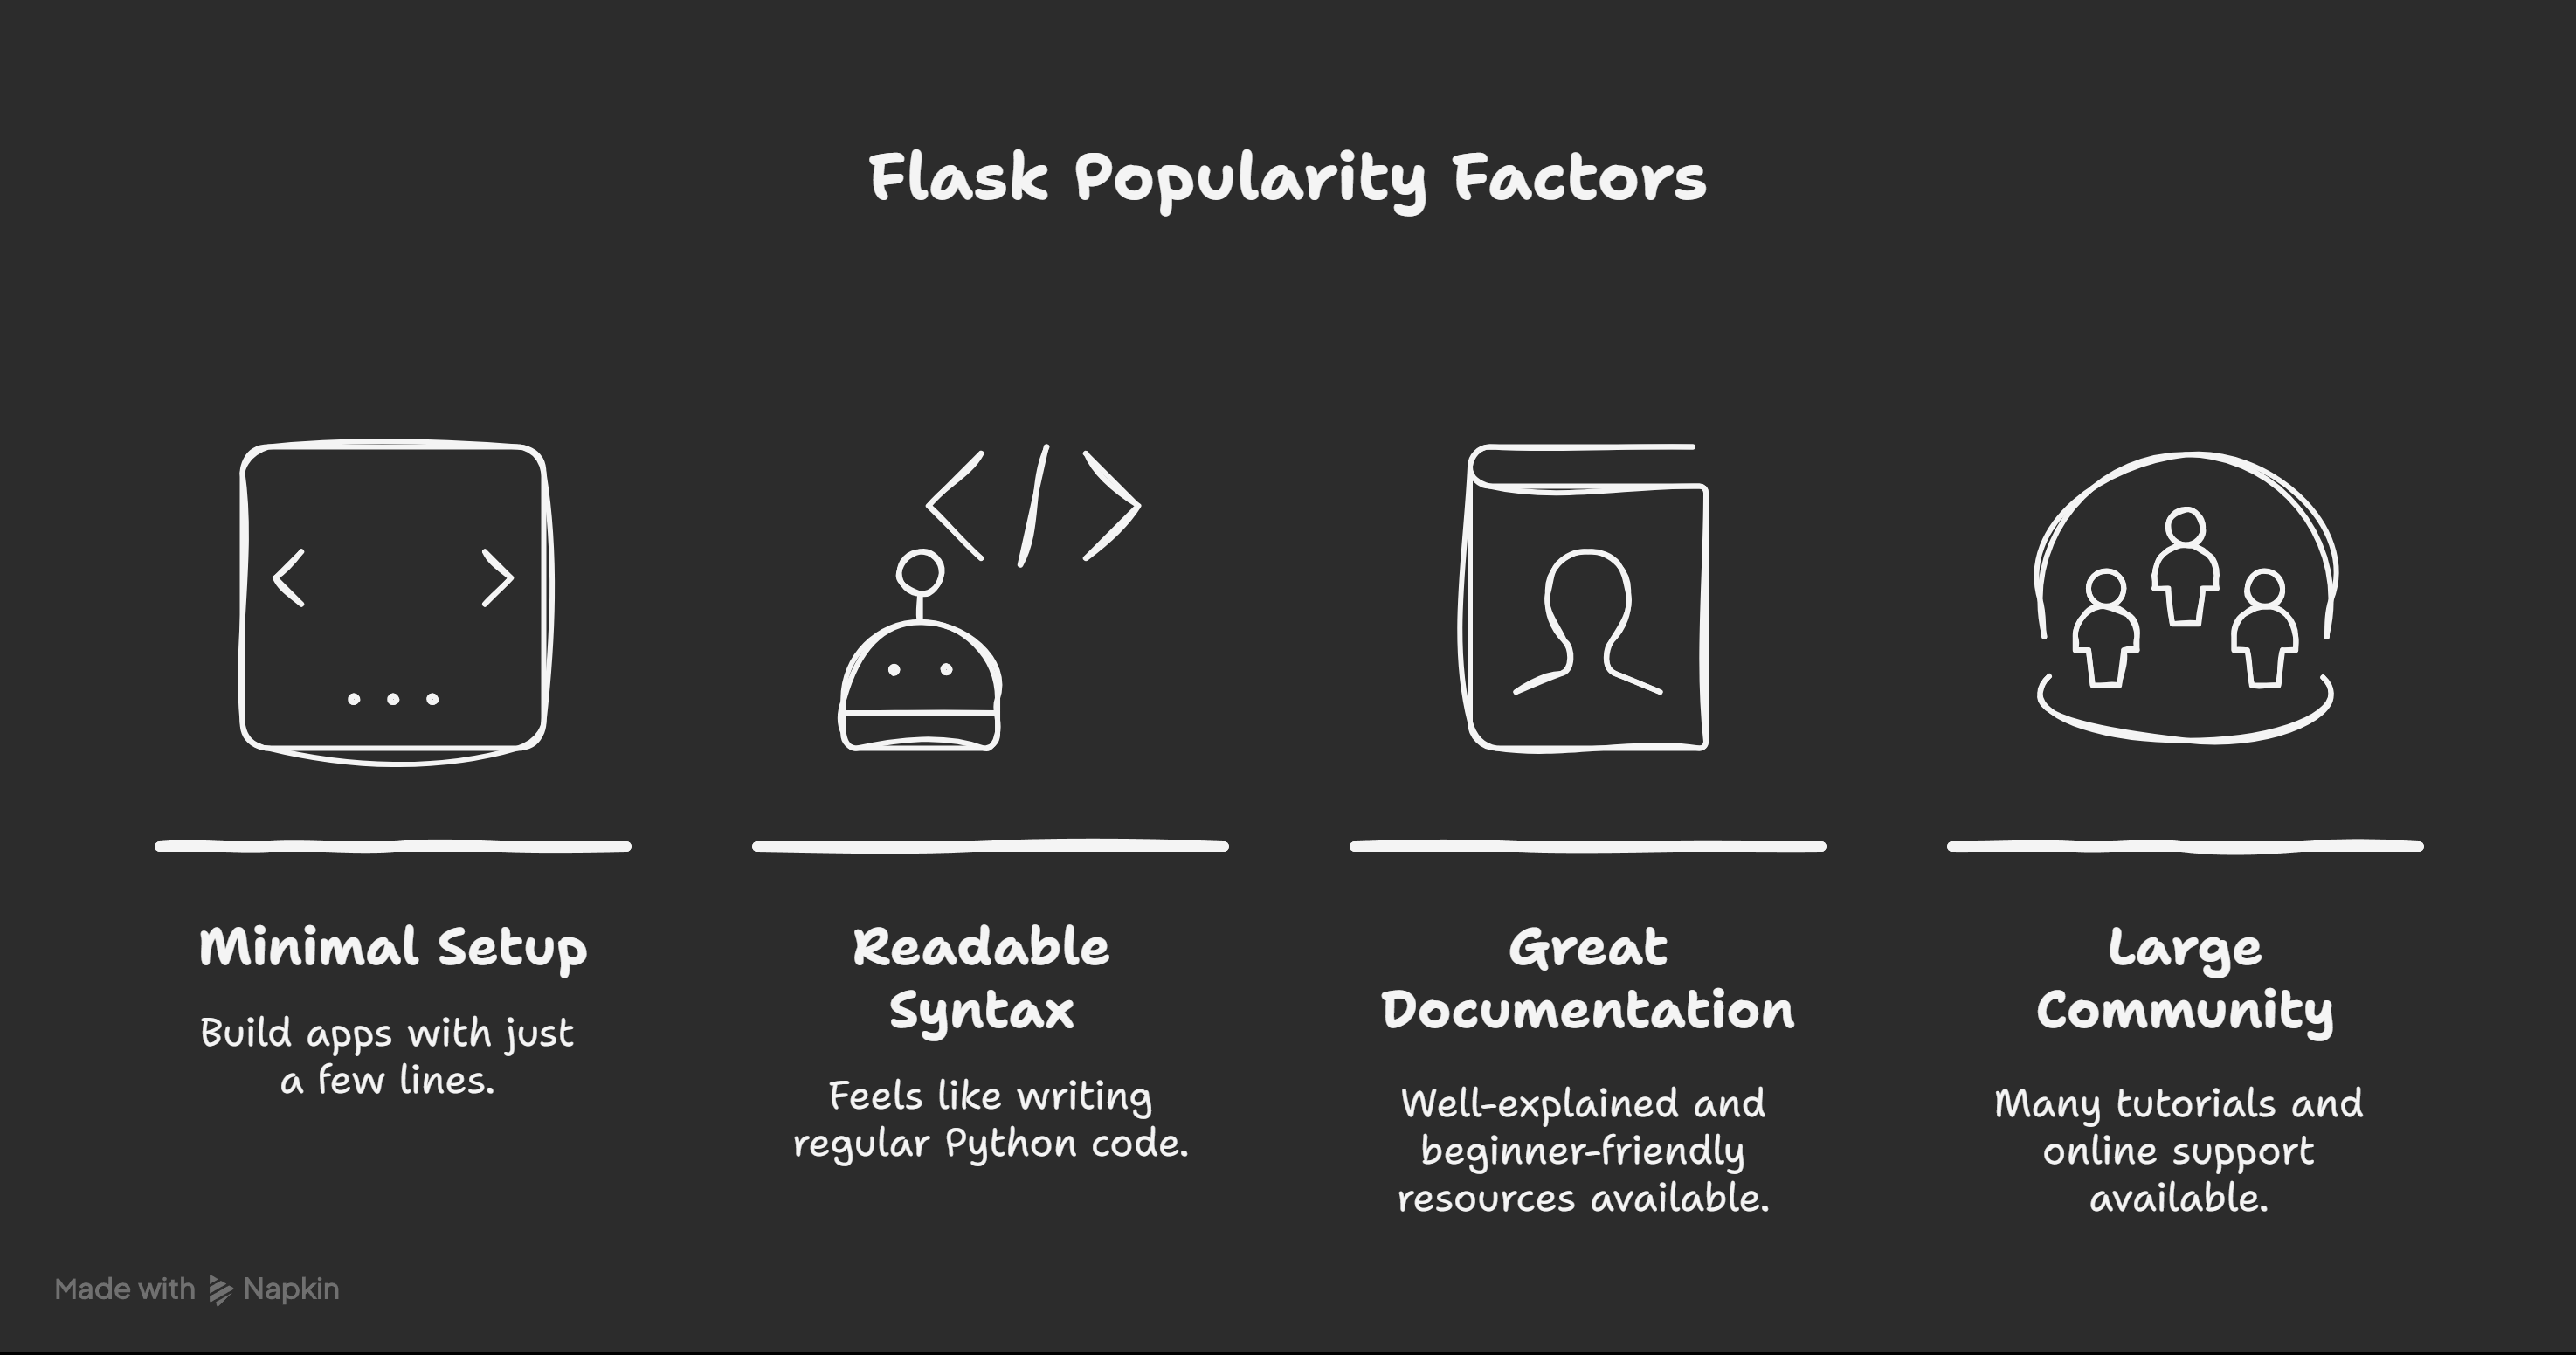 Flask Popularity Factors
Minimal Setup
Build apps with just
a few lines.
Readable
Syntax
Feels like writing
regular Python code.
Great
Documentation
Well-explained and
beginner-friendly
resources available.
Large
Community
Many tutorials and
online support
available.
Made with Napkin